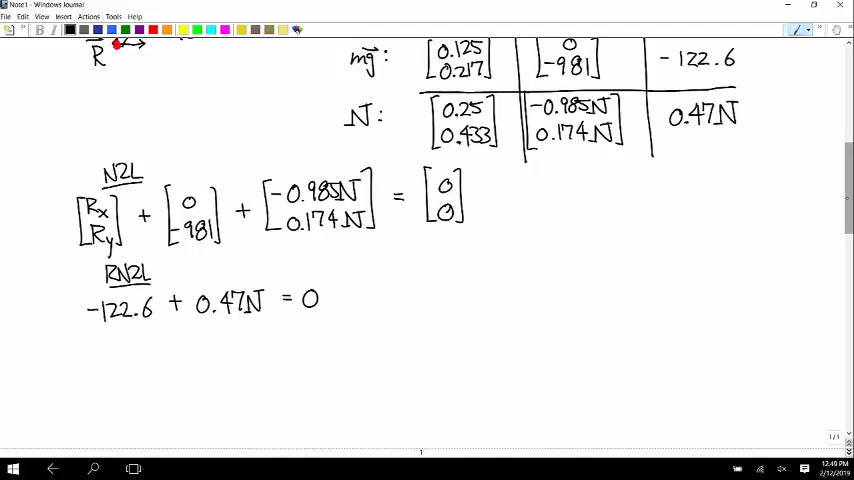 Note1 - Windows Journal
File Edit View Insert Actions Tools Help
B I
R⃗
mg⃗: [0.125 0.217] [0 -981] -122.6
N: [0.25 0.433] [-0.985N 0.174N] 0.47N
N2L
[Rx Ry] + [0 -981] + [-0.985N 0.174N] = [0 0]
RN2L
-122.6 + 0.47N = 0
1/1
1
12:49 PM
2/12/2019